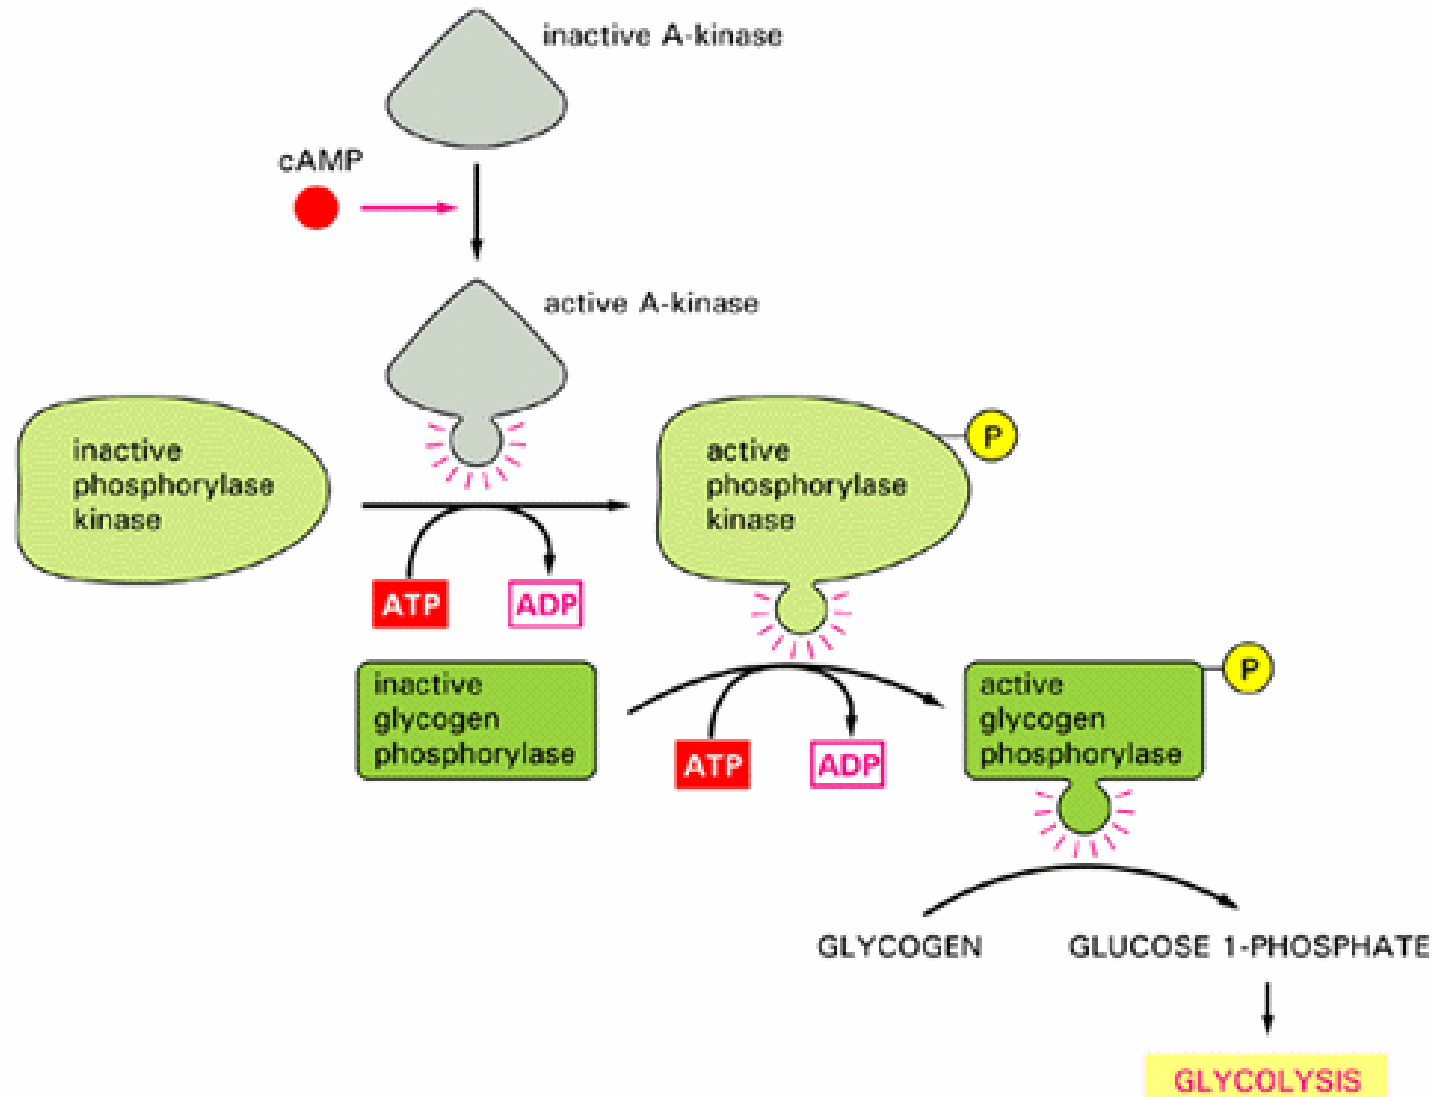 inactive A-kinase
cAMP
active A-kinase
inactive
phosphorylase
kinase
active
phosphorylase
kinase
P
ATP
ADP
inactive
glycogen
phosphorylase
ATP
ADP
active
glycogen
phosphorylase
P
GLYCOGEN
GLUCOSE 1-PHOSPHATE
GLYCOLYSIS